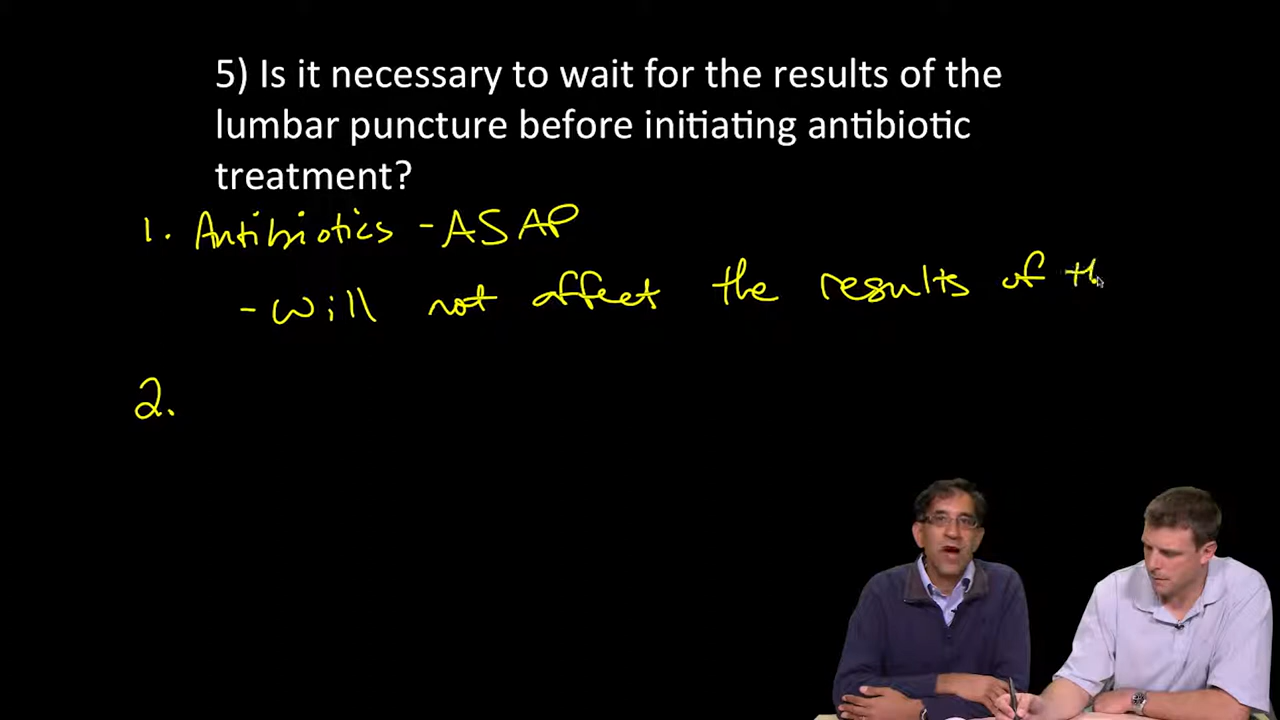 5) Is it necessary to wait for the results of the
lumbar puncture before initiating antibiotic
treatment?
1. Antibiotics - ASAP
- will not affect the results of th
2.